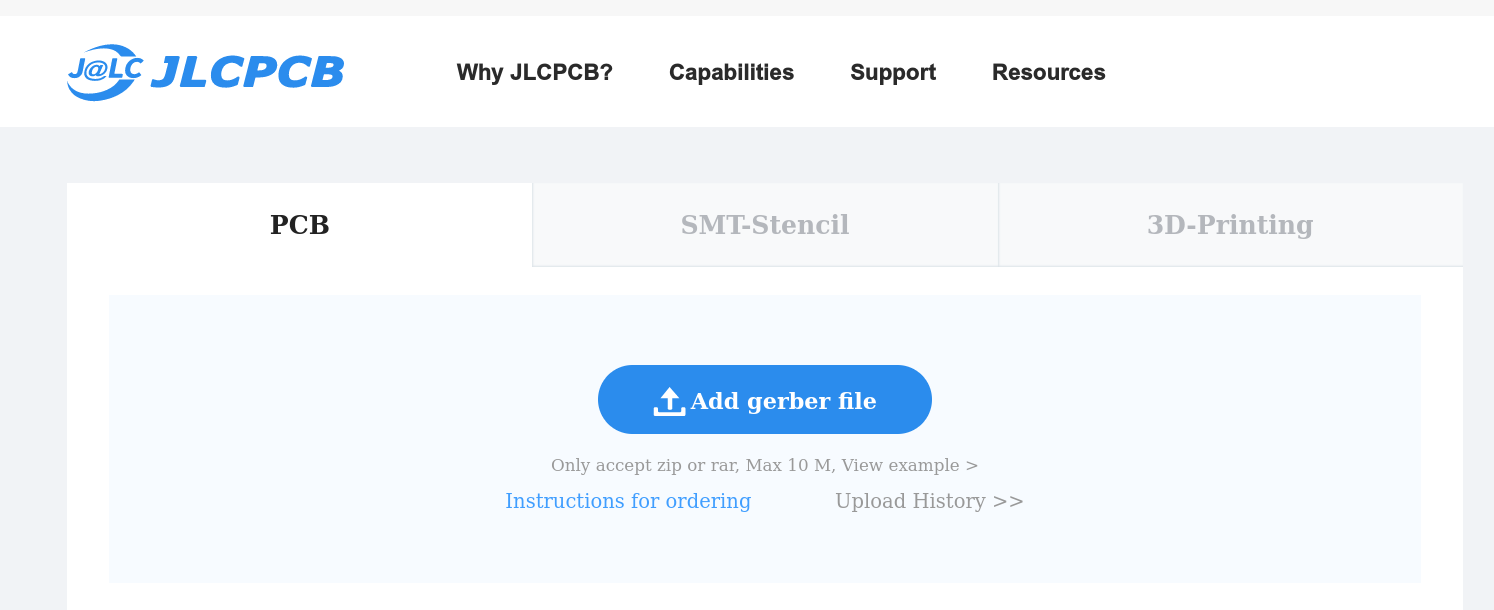 J@LC JLCPCB Why JLCPCB? Capabilities Support Resources
PCB SMT-Stencil 3D-Printing
Add gerber file
Only accept zip or rar, Max 10 M, View example >
Instructions for ordering Upload History >>